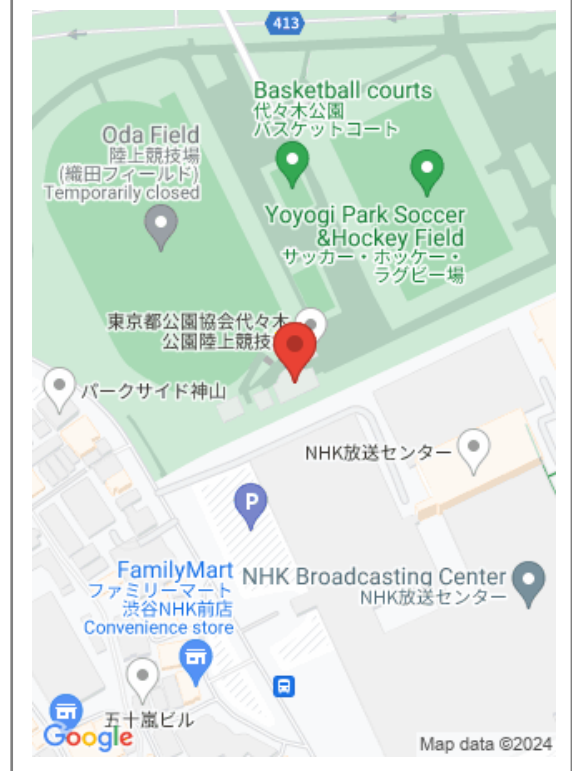 413
Basketball courts
代々木公園
バスケットコート
Oda Field
陸上競技場
(織田フィールド)
Temporarily closed
Yoyogi Park Soccer
&Hockey Field
サッカー・ホッケー・
ラグビー場
東京都公園協会代々木
公園陸上競技
パークサイド神山
NHK放送センター
P
FamilyMart
ファミリーマート
渋谷NHK前店
Convenience store
NHK Broadcasting Center
NHK放送センター
五十嵐ビル
Google
Map data ©2024